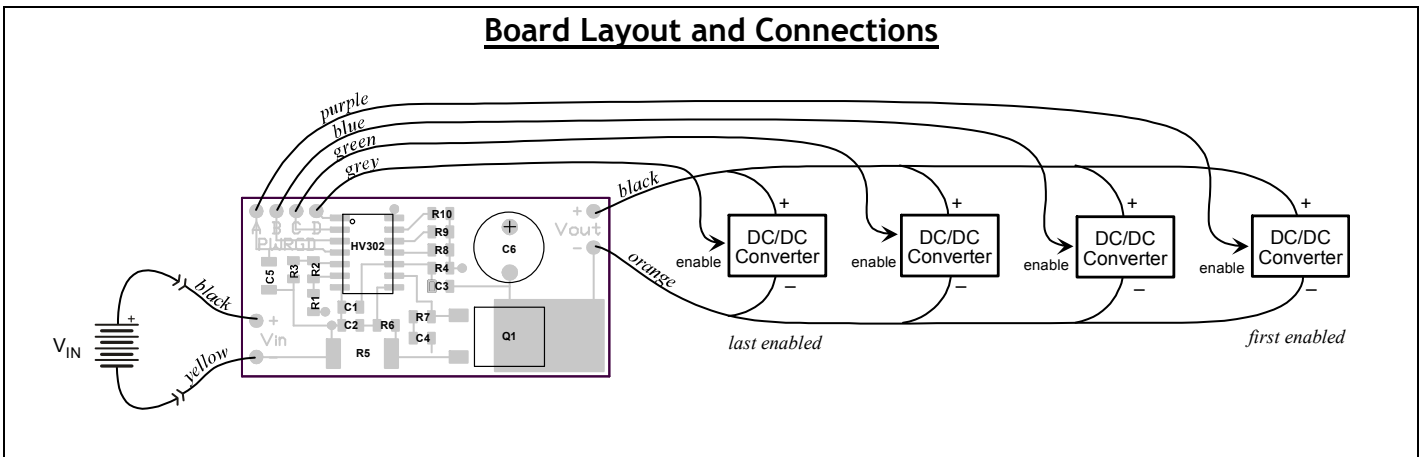 Board Layout and Connections
purple
blue
green
grey
black
A B C D
PWRGD
HV302
R10
R9
R8
R4
C3
C6
+
Vout
-
C5
R3
R2
R1
C1
C2
R6
R7
C4
R5
Q1
+
Vin
-
black
yellow
orange
+
V_IN
+ + + +
enable DC/DC Converter
enable DC/DC Converter
enable DC/DC Converter
enable DC/DC Converter
– – – –
last enabled
first enabled